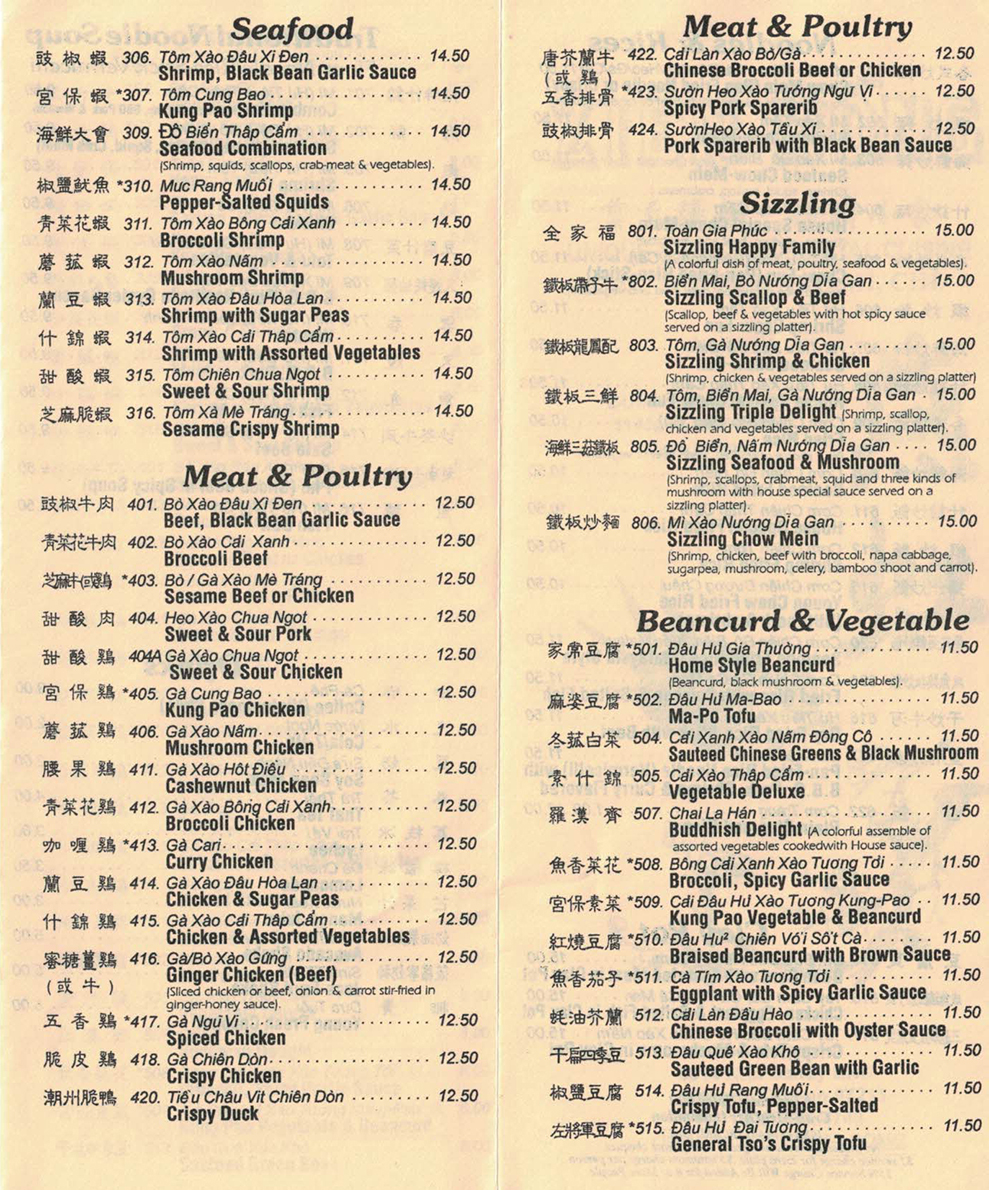 Seafood
豉椒蝦 306. Tôm Xào Đâu Xi Đen 14.50
Shrimp, Black Bean Garlic Sauce
宮保蝦 *307. Tôm Cung Bao 14.50
Kung Pao Shrimp
海鮮大會 309. Đồ Biển Thâp Cẩm 14.50
Seafood Combination
(Shrimp, squids, scallops, crab-meat & vegetables).
椒鹽魷魚 *310. Mưc Rang Muối 14.50
Pepper-Salted Squids
青菜花蝦 311. Tôm Xào Bông Cải Xanh 14.50
Broccoli Shrimp
蘑菰蝦 312. Tôm Xào Nấm 14.50
Mushroom Shrimp
蘭豆蝦 313. Tôm Xào Đâu Hòa Lan 14.50
Shrimp with Sugar Peas
什錦蝦 314. Tôm Xào Cải Thâp Cẩm 14.50
Shrimp with Assorted Vegetables
甜酸蝦 315. Tôm Chiên Chua Ngot 14.50
Sweet & Sour Shrimp
芝麻脆蝦 316. Tôm Xà Mè Tráng 14.50
Sesame Crispy Shrimp
Meat & Poultry
豉椒牛肉 401. Bò Xào Đâu Xi Đen 12.50
Beef, Black Bean Garlic Sauce
青菜花牛肉 402. Bò Xào Cải Xanh 12.50
Broccoli Beef
芝麻牛(或)鷄 *403. Bò / Gà Xào Mè Tráng 12.50
Sesame Beef or Chicken
甜酸肉 404. Heo Xào Chua Ngot 12.50
Sweet & Sour Pork
甜酸鷄 404A Gà Xào Chua Ngot 12.50
Sweet & Sour Chicken
宮保鷄 *405. Gà Cung Bao 12.50
Kung Pao Chicken
蘑菰鷄 406. Gà Xào Nấm 12.50
Mushroom Chicken
腰果鷄 411. Gà Xào Hôt Điều 12.50
Cashewnut Chicken
青菜花鷄 412. Gà Xào Bông Cải Xanh 12.50
Broccoli Chicken
咖喱鷄 *413. Gà Cari 12.50
Curry Chicken
蘭豆鷄 414. Gà Xào Đâu Hòa Lan 12.50
Chicken & Sugar Peas
什錦鷄 415. Gà Xào Cải Thâp Cẩm 12.50
Chicken & Assorted Vegetables
蜜糖薑鷄 416. Gà/Bò Xào Gừng 12.50
(或牛) Ginger Chicken (Beef)
(Sliced chicken or beef, onion & carrot stir-fried in
ginger-honey sauce).
五香鷄 *417. Gà Ngũ Vi 12.50
Spiced Chicken
脆皮鷄 418. Gà Chiên Dòn 12.50
Crispy Chicken
潮州脆鴨 420. Tiều Châu Vit Chiên Dòn 12.50
Crispy Duck
Meat & Poultry
唐芥蘭牛 422. Cải Làn Xào Bò/Gà 12.50
(或鷄) Chinese Broccoli Beef or Chicken
五香排骨 *423. Sườn Heo Xào Tướng Ngư Vị 12.50
Spicy Pork Sparerib
豉椒排骨 424. SườnHeo Xào Tầu Xi 12.50
Pork Sparerib with Black Bean Sauce
Sizzling
全家福 801. Toàn Gia Phúc 15.00
Sizzling Happy Family
(A colorful dish of meat, poultry, seafood & vegetables).
鐵板帶子牛 *802. Biển Mai, Bò Nướng Dĩa Gan 15.00
Sizzling Scallop & Beef
(Scallop, beef & vegetables with hot spicy sauce
served on a sizzling platter).
鐵板龍鳳配 803. Tôm, Gà Nướng Dĩa Gan 15.00
Sizzling Shrimp & Chicken
(Shrimp, chicken & vegetables served on a sizzling platter)
鐵板三鮮 804. Tôm, Biển Mai, Gà Nướng Dĩa Gan 15.00
Sizzling Triple Delight (Shrimp, scallop,
chicken and vegetables served on a sizzling platter).
海鮮三菇鐵板 805. Đồ Biển, Nấm Nướng Dĩa Gan 15.00
Sizzling Seafood & Mushroom
(Shrimp, scallops, crabmeat, squid and three kinds of
mushroom with house special sauce served on a
sizzling platter).
鐵板炒麵 806. Mì Xào Nướng Dĩa Gan 15.00
Sizzling Chow Mein
(Shrimp, chicken, beef with broccoli, napa cabbage,
sugarpea, mushroom, celery, bamboo shoot and carrot).
Beancurd & Vegetable
家常豆腐 *501. Đâu Hủ Gia Thường 11.50
Home Style Beancurd
(Beancurd, black mushroom & vegetables).
麻婆豆腐 *502. Đâu Hủ Ma-Bao 11.50
Ma-Po Tofu
冬菰白菜 504. Cải Xanh Xào Nấm Đông Cô 11.50
Sauteed Chinese Greens & Black Mushroom
素什錦 505. Cải Xào Thâp Cẩm 11.50
Vegetable Deluxe
羅漢齊 507. Chai La Hán 11.50
Buddhish Delight (A colorful assemble of
assorted vegetables cookedwith House sauce).
魚香菜花 *508. Bông Cải Xanh Xào Tương Tỏi 11.50
Broccoli, Spicy Garlic Sauce
宮保素菜 *509. Cải Đâu Hủ Xào Tương Kung-Pao 11.50
Kung Pao Vegetable & Beancurd
紅燒豆腐 *510. Đâu Hu² Chiên Với Sốt Cà 11.50
Braised Beancurd with Brown Sauce
魚香茄子 *511. Cà Tím Xào Tương Tỏi 11.50
Eggplant with Spicy Garlic Sauce
蚝油芥蘭 512. Cải Làn Dầu Hào 11.50
Chinese Broccoli with Oyster Sauce
干扁四季豆 513. Đâu Quế Xào Khô 11.50
Sauteed Green Bean with Garlic
椒鹽豆腐 514. Đâu Hủ Rang Muối 11.50
Crispy Tofu, Pepper-Salted
左將軍豆腐 *515. Đâu Hủ Đai Tương 11.50
General Tso's Crispy Tofu